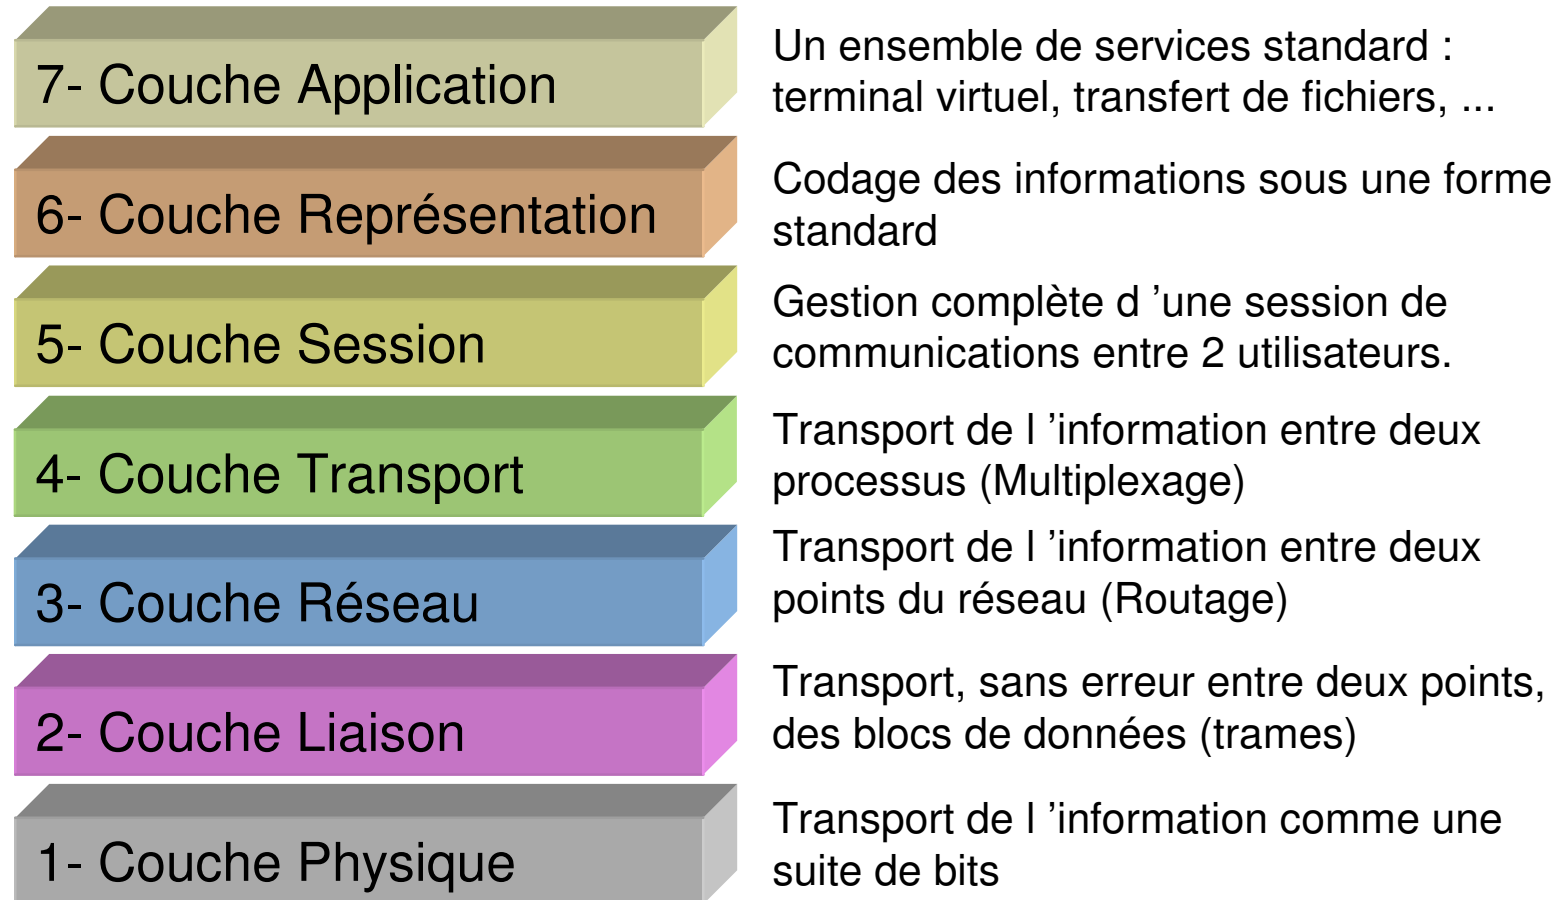 7- Couche Application
Un ensemble de services standard :
terminal virtuel, transfert de fichiers, ...
6- Couche Représentation
Codage des informations sous une forme
standard
5- Couche Session
Gestion complète d ’une session de
communications entre 2 utilisateurs.
4- Couche Transport
Transport de l ’information entre deux
processus (Multiplexage)
3- Couche Réseau
Transport de l ’information entre deux
points du réseau (Routage)
2- Couche Liaison
Transport, sans erreur entre deux points,
des blocs de données (trames)
1- Couche Physique
Transport de l ’information comme une
suite de bits